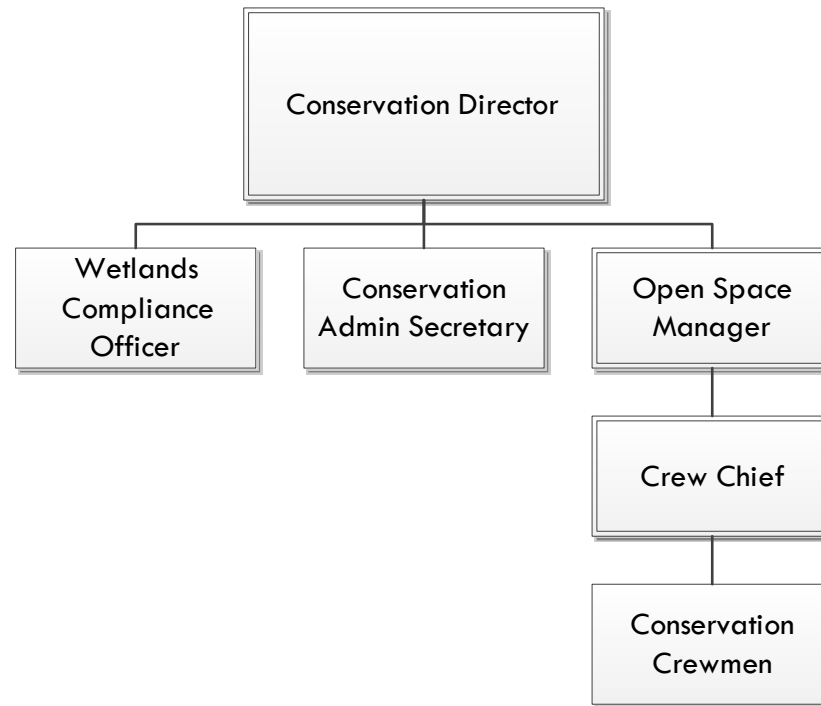 Conservation Director
Wetlands
Compliance
Officer
Conservation
Admin Secretary
Open Space
Manager
Crew Chief
Conservation
Crewmen